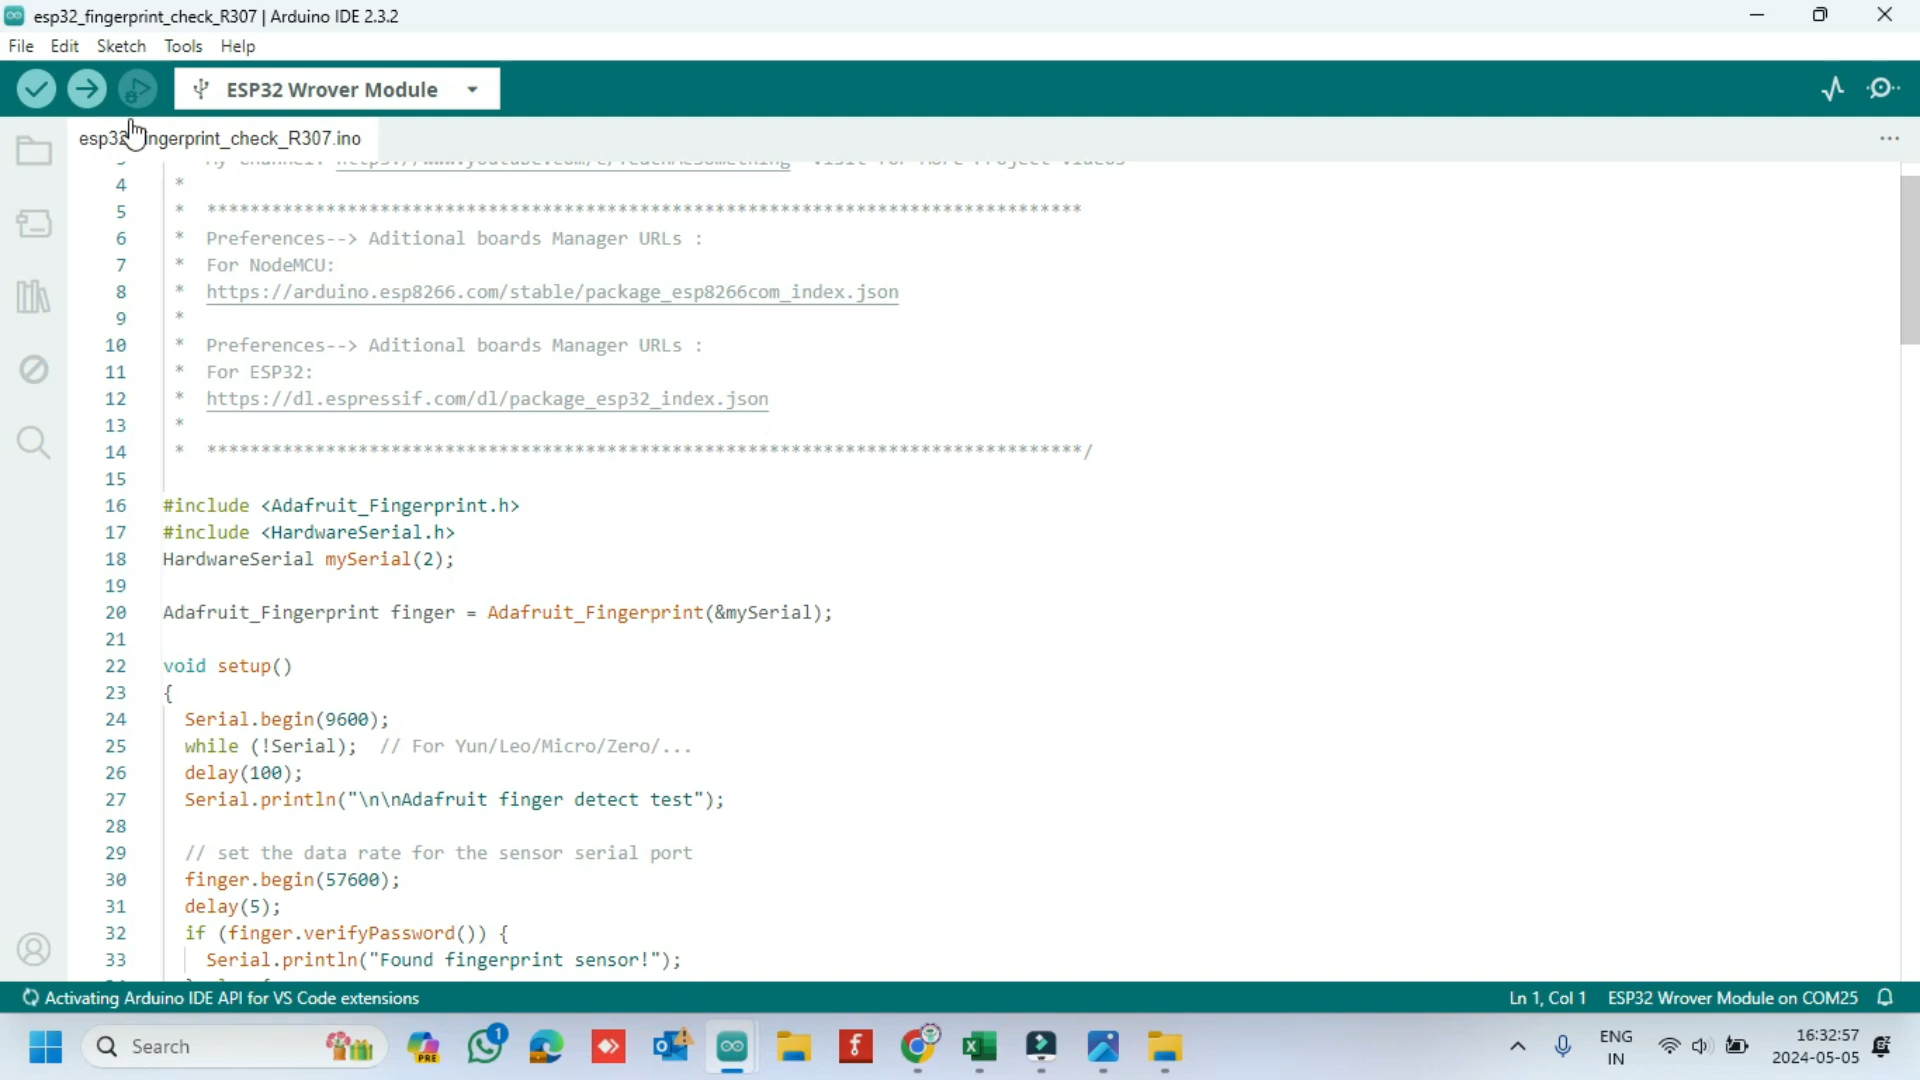 esp32_fingerprint_check_R307 | Arduino IDE 2.3.2
File Edit Sketch Tools Help
ESP32 Wrover Module
esp32_fingerprint_check_R307.ino
4 *
5 * *********************************************************************************
6 * Preferences--> Aditional boards Manager URLs :
7 * For NodeMCU:
8 * https://arduino.esp8266.com/stable/package_esp8266com_index.json
9 *
10 * Preferences--> Aditional boards Manager URLs :
11 * For ESP32:
12 * https://dl.espressif.com/dl/package_esp32_index.json
13 *
14 * *********************************************************************************/
15
16 #include <Adafruit_Fingerprint.h>
17 #include <HardwareSerial.h>
18 HardwareSerial mySerial(2);
19
20 Adafruit_Fingerprint finger = Adafruit_Fingerprint(&mySerial);
21
22 void setup()
23 {
24 Serial.begin(9600);
25 while (!Serial); // For Yun/Leo/Micro/Zero/...
26 delay(100);
27 Serial.println("\n\nAdafruit finger detect test");
28
29 // set the data rate for the sensor serial port
30 finger.begin(57600);
31 delay(5);
32 if (finger.verifyPassword()) {
33 Serial.println("Found fingerprint sensor!");
Activating Arduino IDE API for VS Code extensions
Ln 1, Col 1 ESP32 Wrover Module on COM25
Search
PRE
1
ENG
IN
16:32:57
2024-05-05